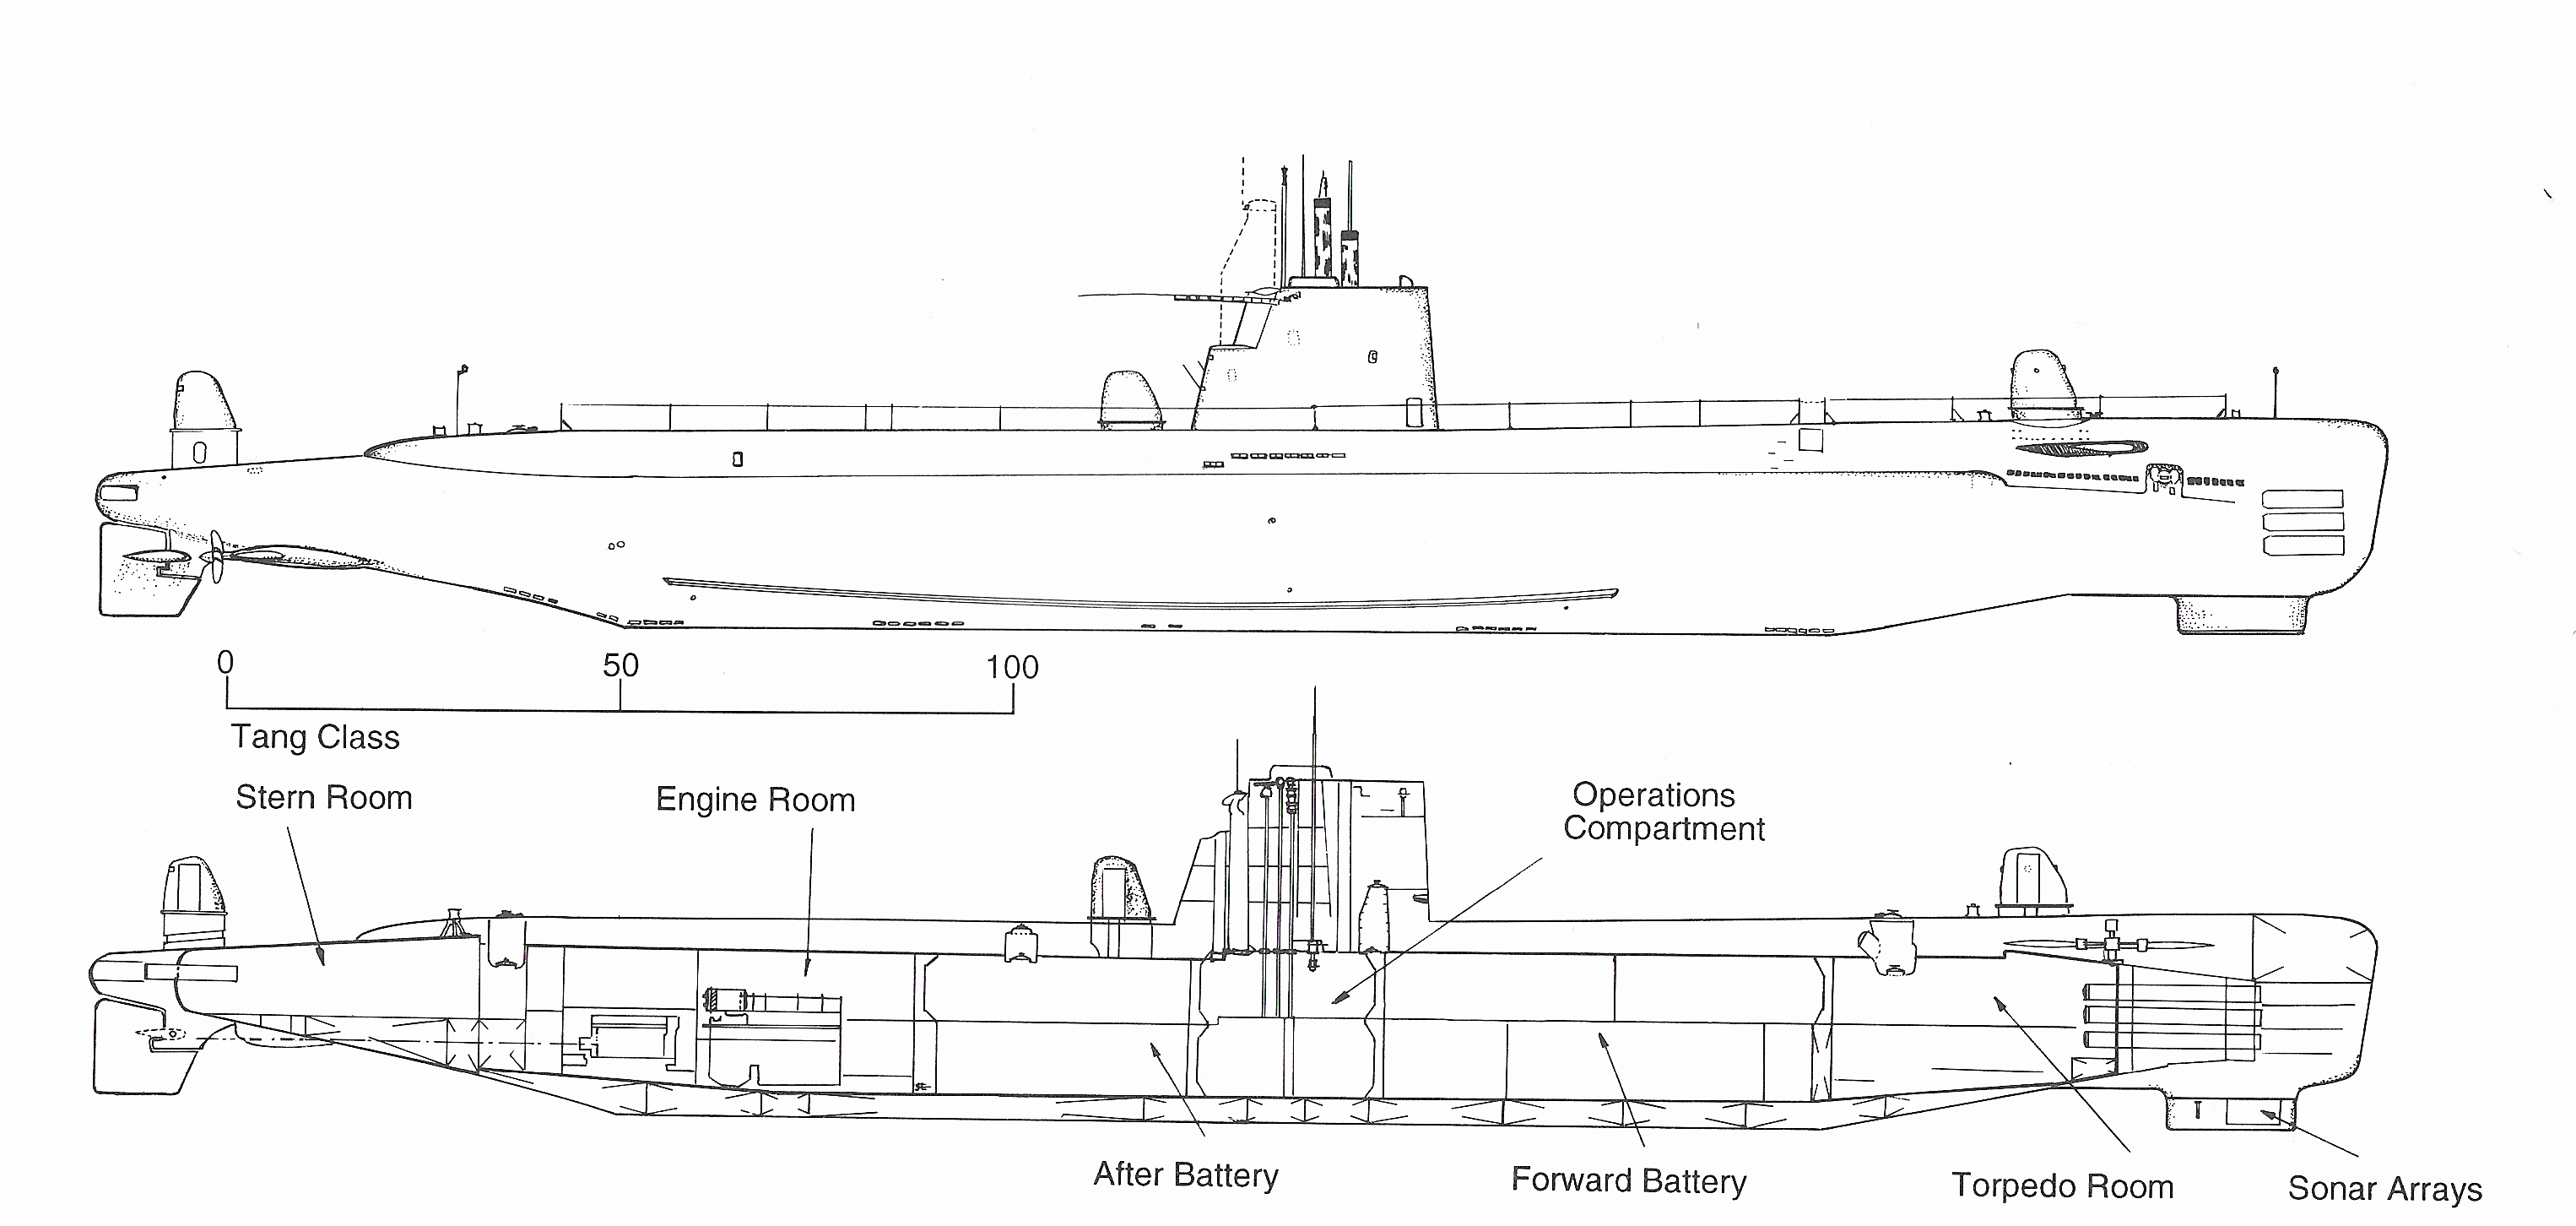 0 50 100
Tang Class
Stern Room
Engine Room
Operations
Compartment
After Battery
Forward Battery
Torpedo Room
Sonar Arrays